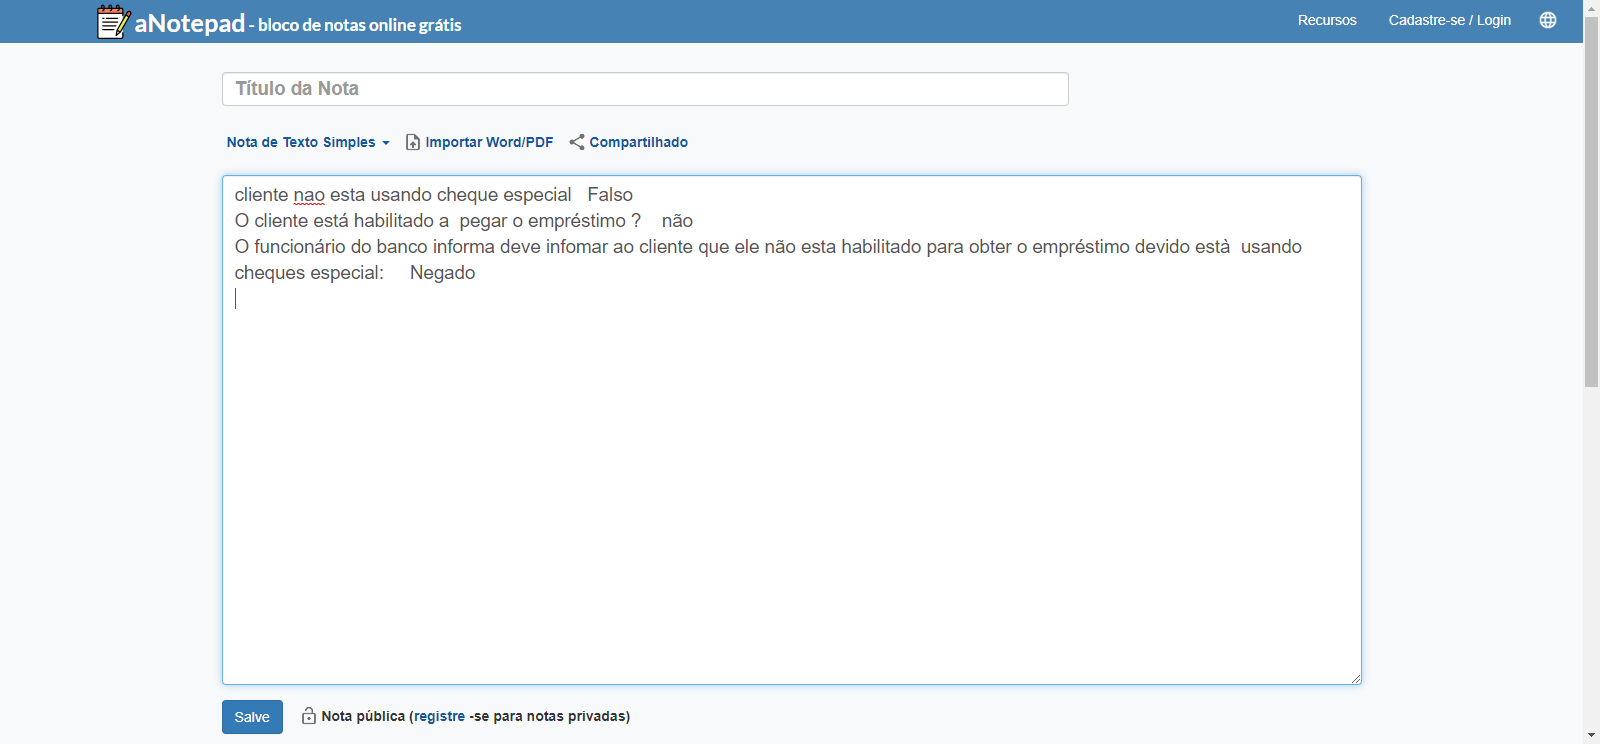 aNotepad - bloco de notas online grátis
Recursos
Cadastre-se / Login
Título da Nota
Nota de Texto Simples
Importar Word/PDF
Compartilhado
cliente nao esta usando cheque especial   Falso
O cliente está habilitado a  pegar o empréstimo ?    não
O funcionário do banco informa deve infomar ao cliente que ele não esta habilitado para obter o empréstimo devido està  usando
cheques especial:     Negado
Salve
Nota pública (registre -se para notas privadas)